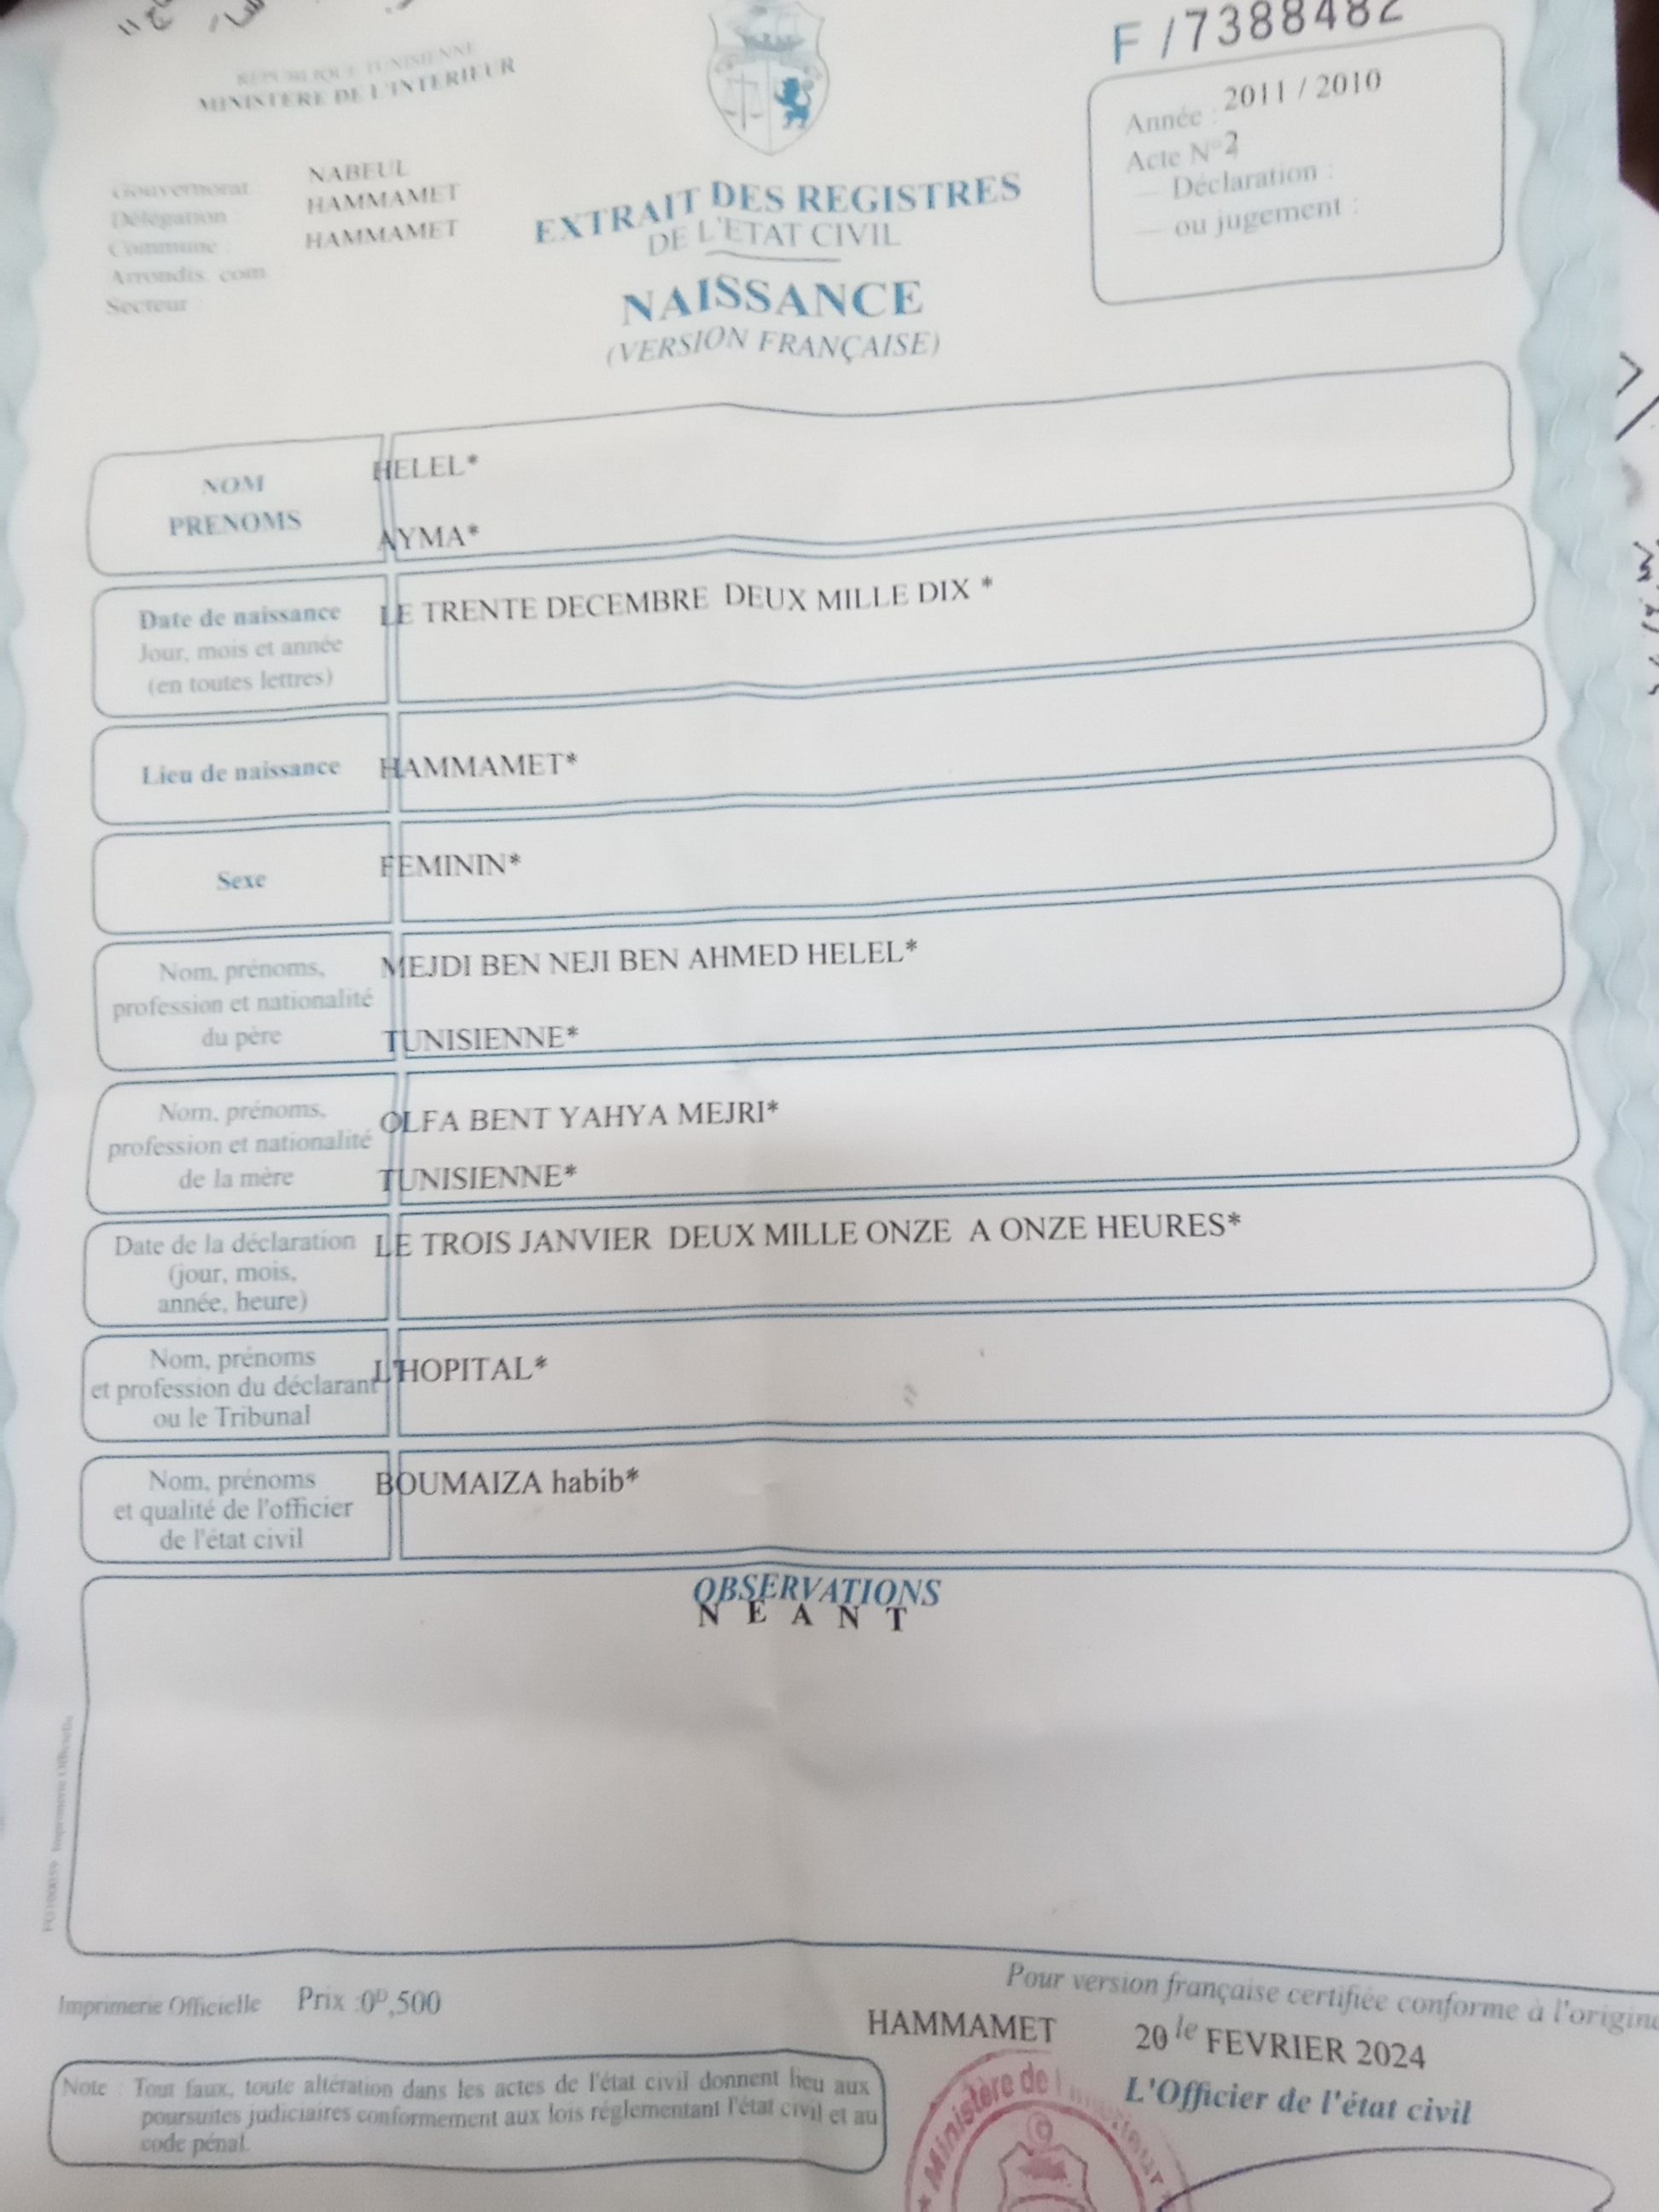 F / 7388482
REPUBLIQUE TUNISIENNE
MINISTERE DE L'INTERIEUR
Gouvernorat : NABEUL
Délégation : HAMMAMET
Commune : HAMMAMET
Arrondis. com. :
Secteur :
EXTRAIT DES REGISTRES
DE L'ETAT CIVIL
NAISSANCE
(VERSION FRANÇAISE)
Année : 2011 / 2010
Acte N° 2
— Déclaration :
— ou jugement :
NOM HELEL*
PRENOMS AYMA*
Date de naissance LE TRENTE DECEMBRE DEUX MILLE DIX *
Jour, mois et année
(en toutes lettres)
Lieu de naissance HAMMAMET*
Sexe FEMININ*
Nom, prénoms, MEJDI BEN NEJI BEN AHMED HELEL*
profession et nationalité
du père TUNISIENNE*
Nom, prénoms, OLFA BENT YAHYA MEJRI*
profession et nationalité
de la mère TUNISIENNE*
Date de la déclaration LE TROIS JANVIER DEUX MILLE ONZE A ONZE HEURES*
(jour, mois,
année, heure)
Nom, prénoms L'HOPITAL*
et profession du déclarant
ou le Tribunal
Nom, prénoms BOUMAIZA habib*
et qualité de l'officier
de l'état civil
OBSERVATIONS
N E A N T
Imprimerie Officielle
Imprimerie Officielle Prix :0D,500
Pour version française certifiée conforme à l'origine
HAMMAMET 20 le FEVRIER 2024
L'Officier de l'état civil
Note : Tout faux, toute altération dans les actes de l'état civil donnent lieu aux
poursuites judiciaires conformement aux lois réglementant l'état civil et au
code pénal.
Ministère de l'Intérieur